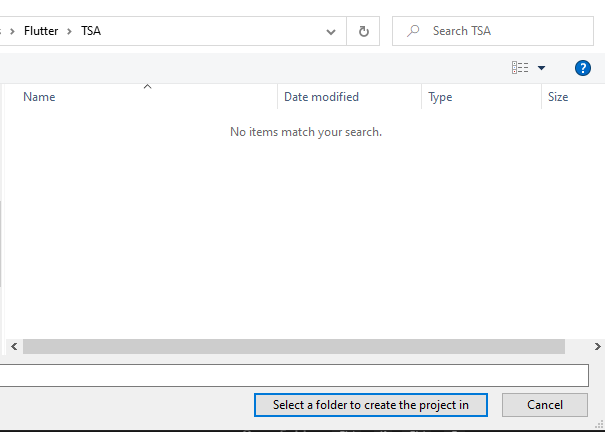 Flutter > TSA
Search TSA
Name Date modified Type Size
No items match your search.
Select a folder to create the project in Cancel